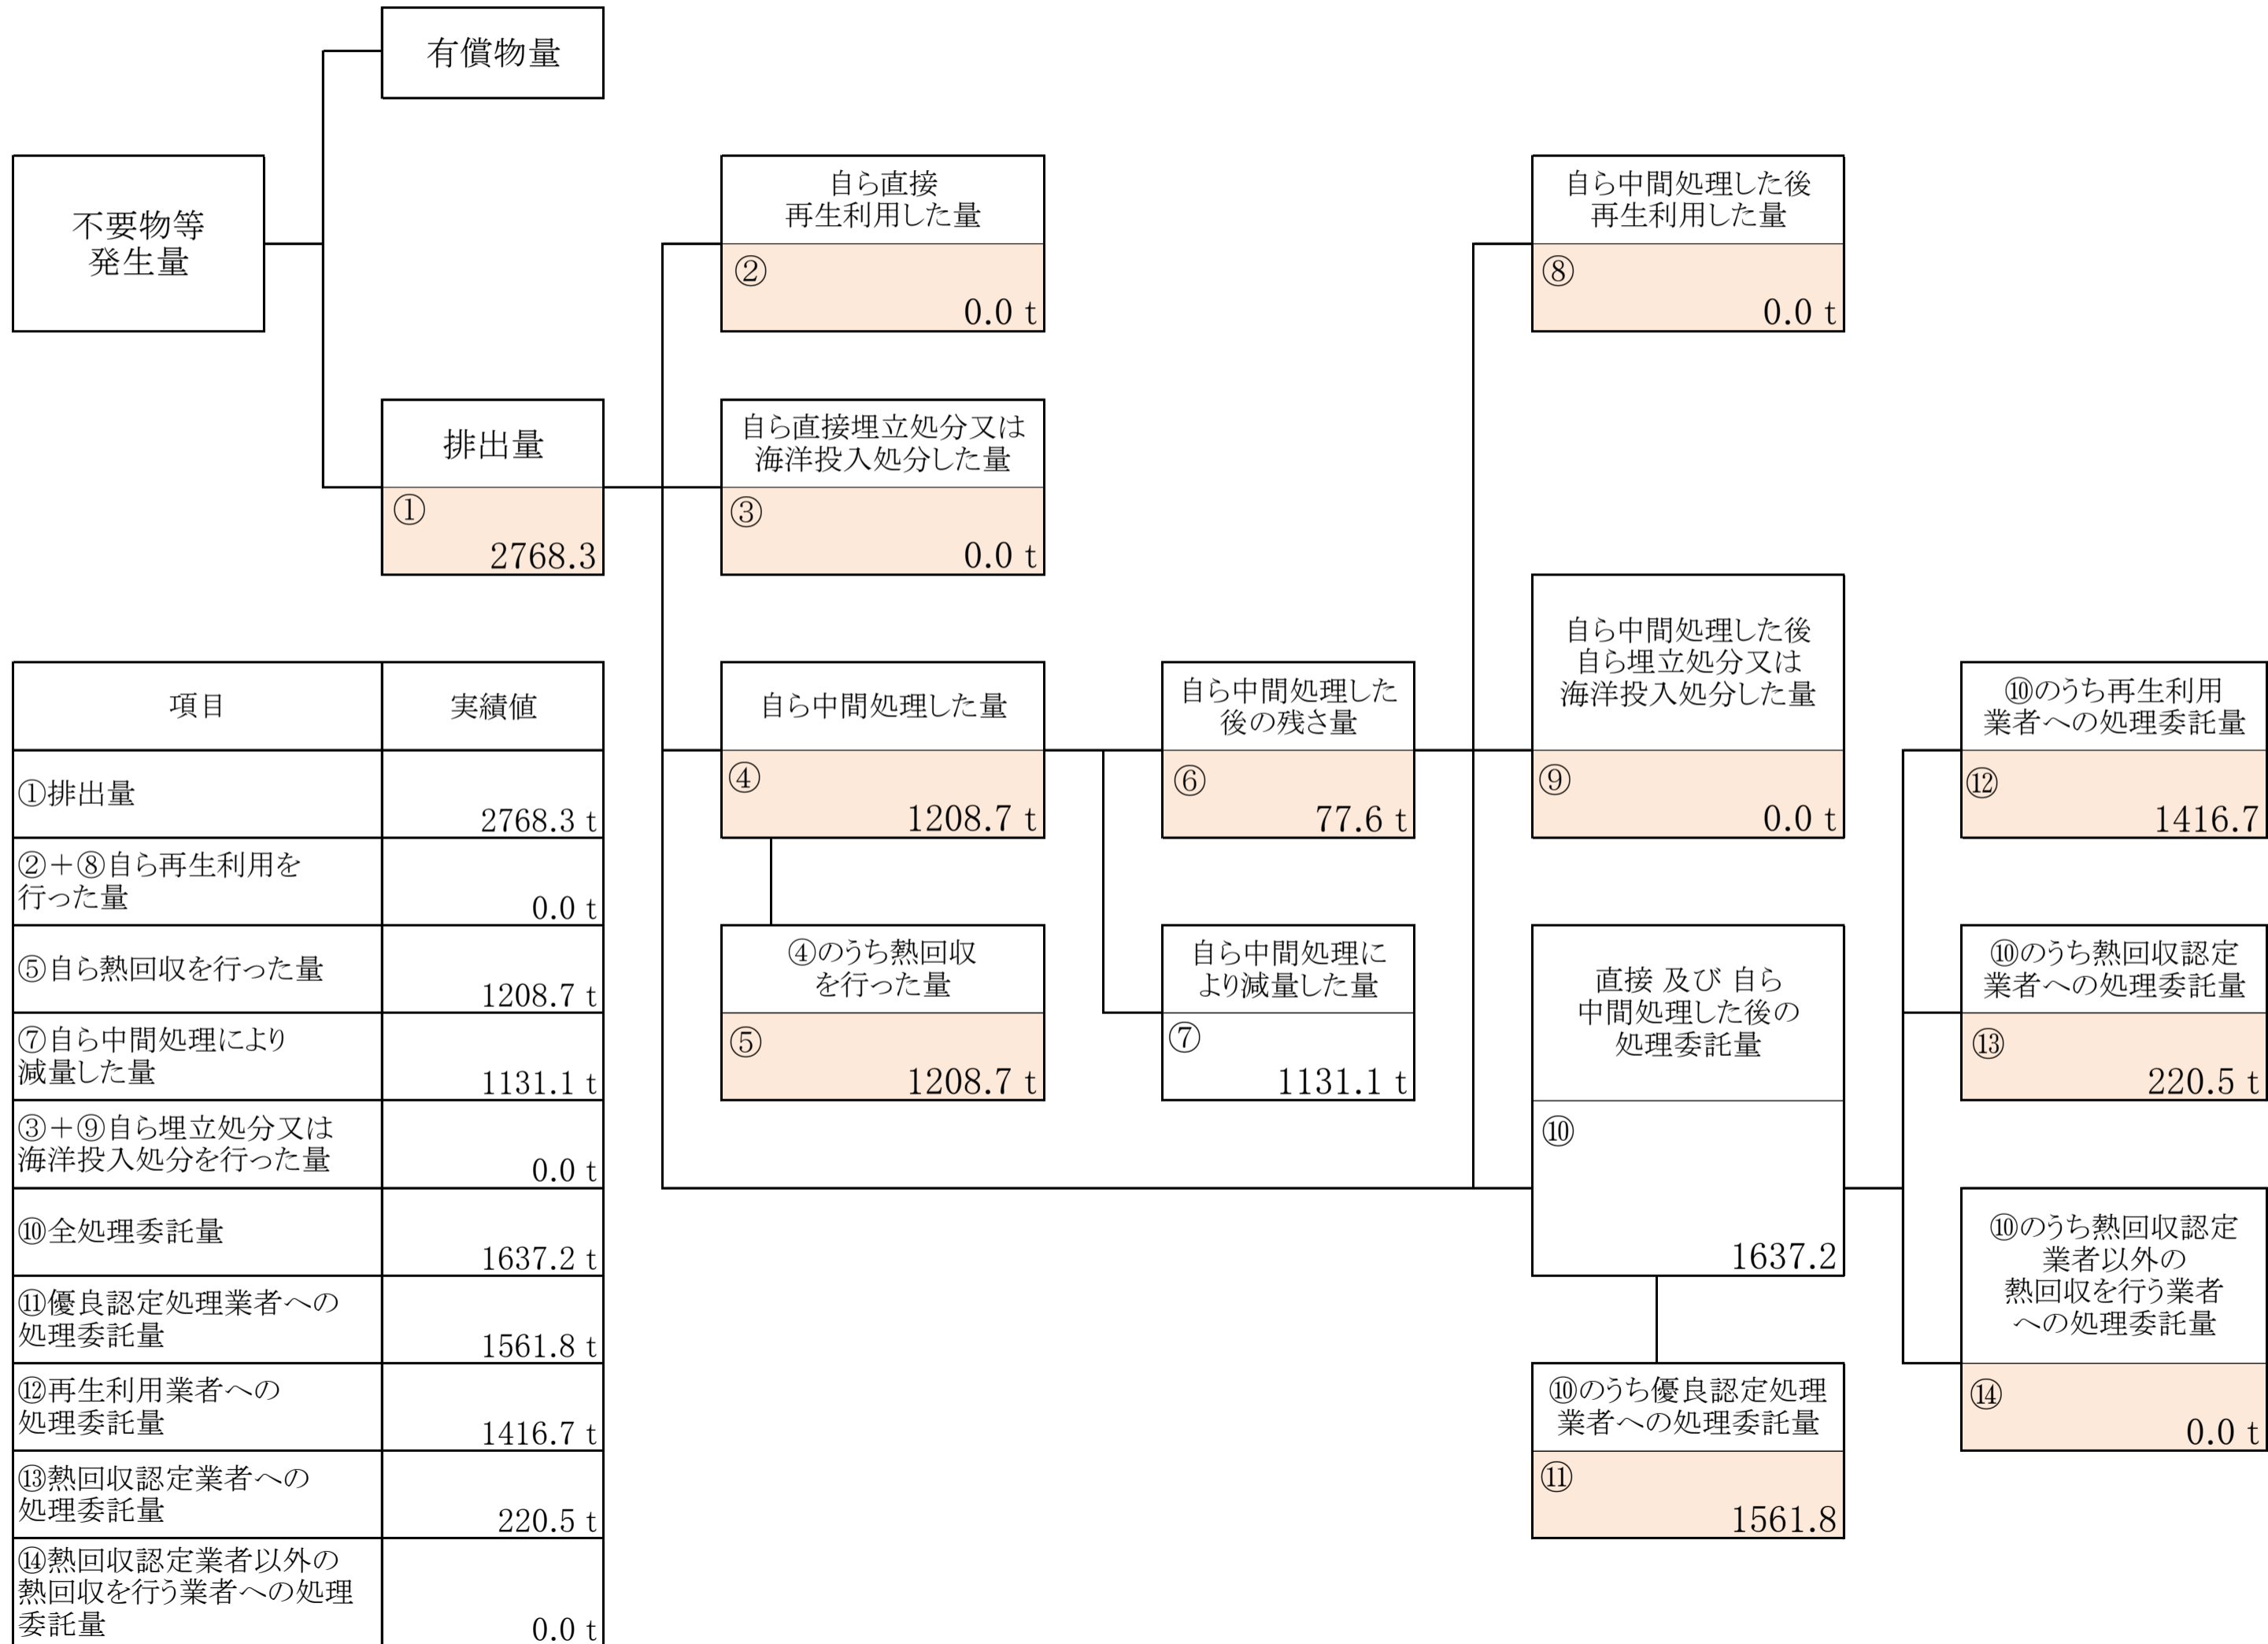 有償物量
不要物等
発生量
自ら直接
再生利用した量
②
0.0 t
自ら中間処理した後
再生利用した量
⑧
0.0 t
排出量
①
2768.3
自ら直接埋立処分又は
海洋投入処分した量
③
0.0 t
自ら中間処理した量
④
1208.7 t
自ら中間処理した
後の残さ量
⑥
77.6 t
自ら中間処理した後
自ら埋立処分又は
海洋投入処分した量
⑨
0.0 t
⑩のうち再生利用
業者への処理委託量
⑫
1416.7
④のうち熱回収
を行った量
⑤
1208.7 t
自ら中間処理に
より減量した量
⑦
1131.1 t
直接 及び 自ら
中間処理した後の
処理委託量
⑩
1637.2
⑩のうち熱回収認定
業者への処理委託量
⑬
220.5 t
⑩のうち熱回収認定
業者以外の
熱回収を行う業者
への処理委託量
⑭
0.0 t
⑩のうち優良認定処理
業者への処理委託量
⑪
1561.8
項目 実績値
①排出量
2768.3 t
②＋⑧自ら再生利用を
行った量
0.0 t
⑤自ら熱回収を行った量
1208.7 t
⑦自ら中間処理により
減量した量
1131.1 t
③＋⑨自ら埋立処分又は
海洋投入処分を行った量
0.0 t
⑩全処理委託量
1637.2 t
⑪優良認定処理業者への
処理委託量
1561.8 t
⑫再生利用業者への
処理委託量
1416.7 t
⑬熱回収認定業者への
処理委託量
220.5 t
⑭熱回収認定業者以外の
熱回収を行う業者への処理
委託量
0.0 t